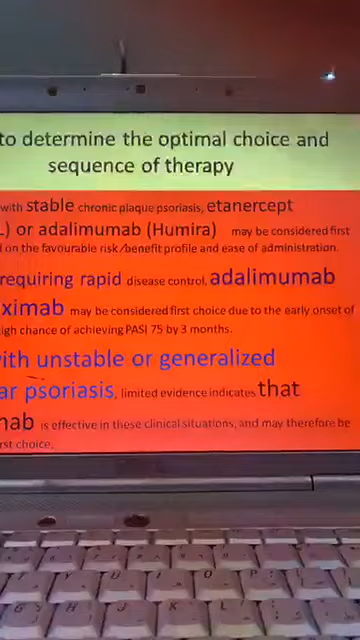 to determine the optimal choice and
sequence of therapy
with stable chronic plaque psoriasis, etanercept
L) or adalimumab (Humira) may be considered first
d on the favourable risk/benefit profile and ease of administration.
requiring rapid disease control, adalimumab
iximab may be considered first choice due to the early onset of
igh chance of achieving PASI 75 by 3 months.
with unstable or generalized
ar psoriasis, limited evidence indicates that
mab is effective in these clinical situations, and may therefore be
rst choice,